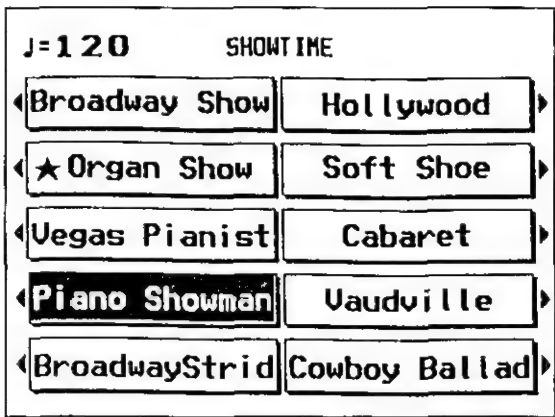 ♩=120 SHOWTIME
Broadway Show Hollywood
★Organ Show Soft Shoe
Vegas Pianist Cabaret
Piano Showman Vaudville
BroadwayStrid Cowboy Ballad